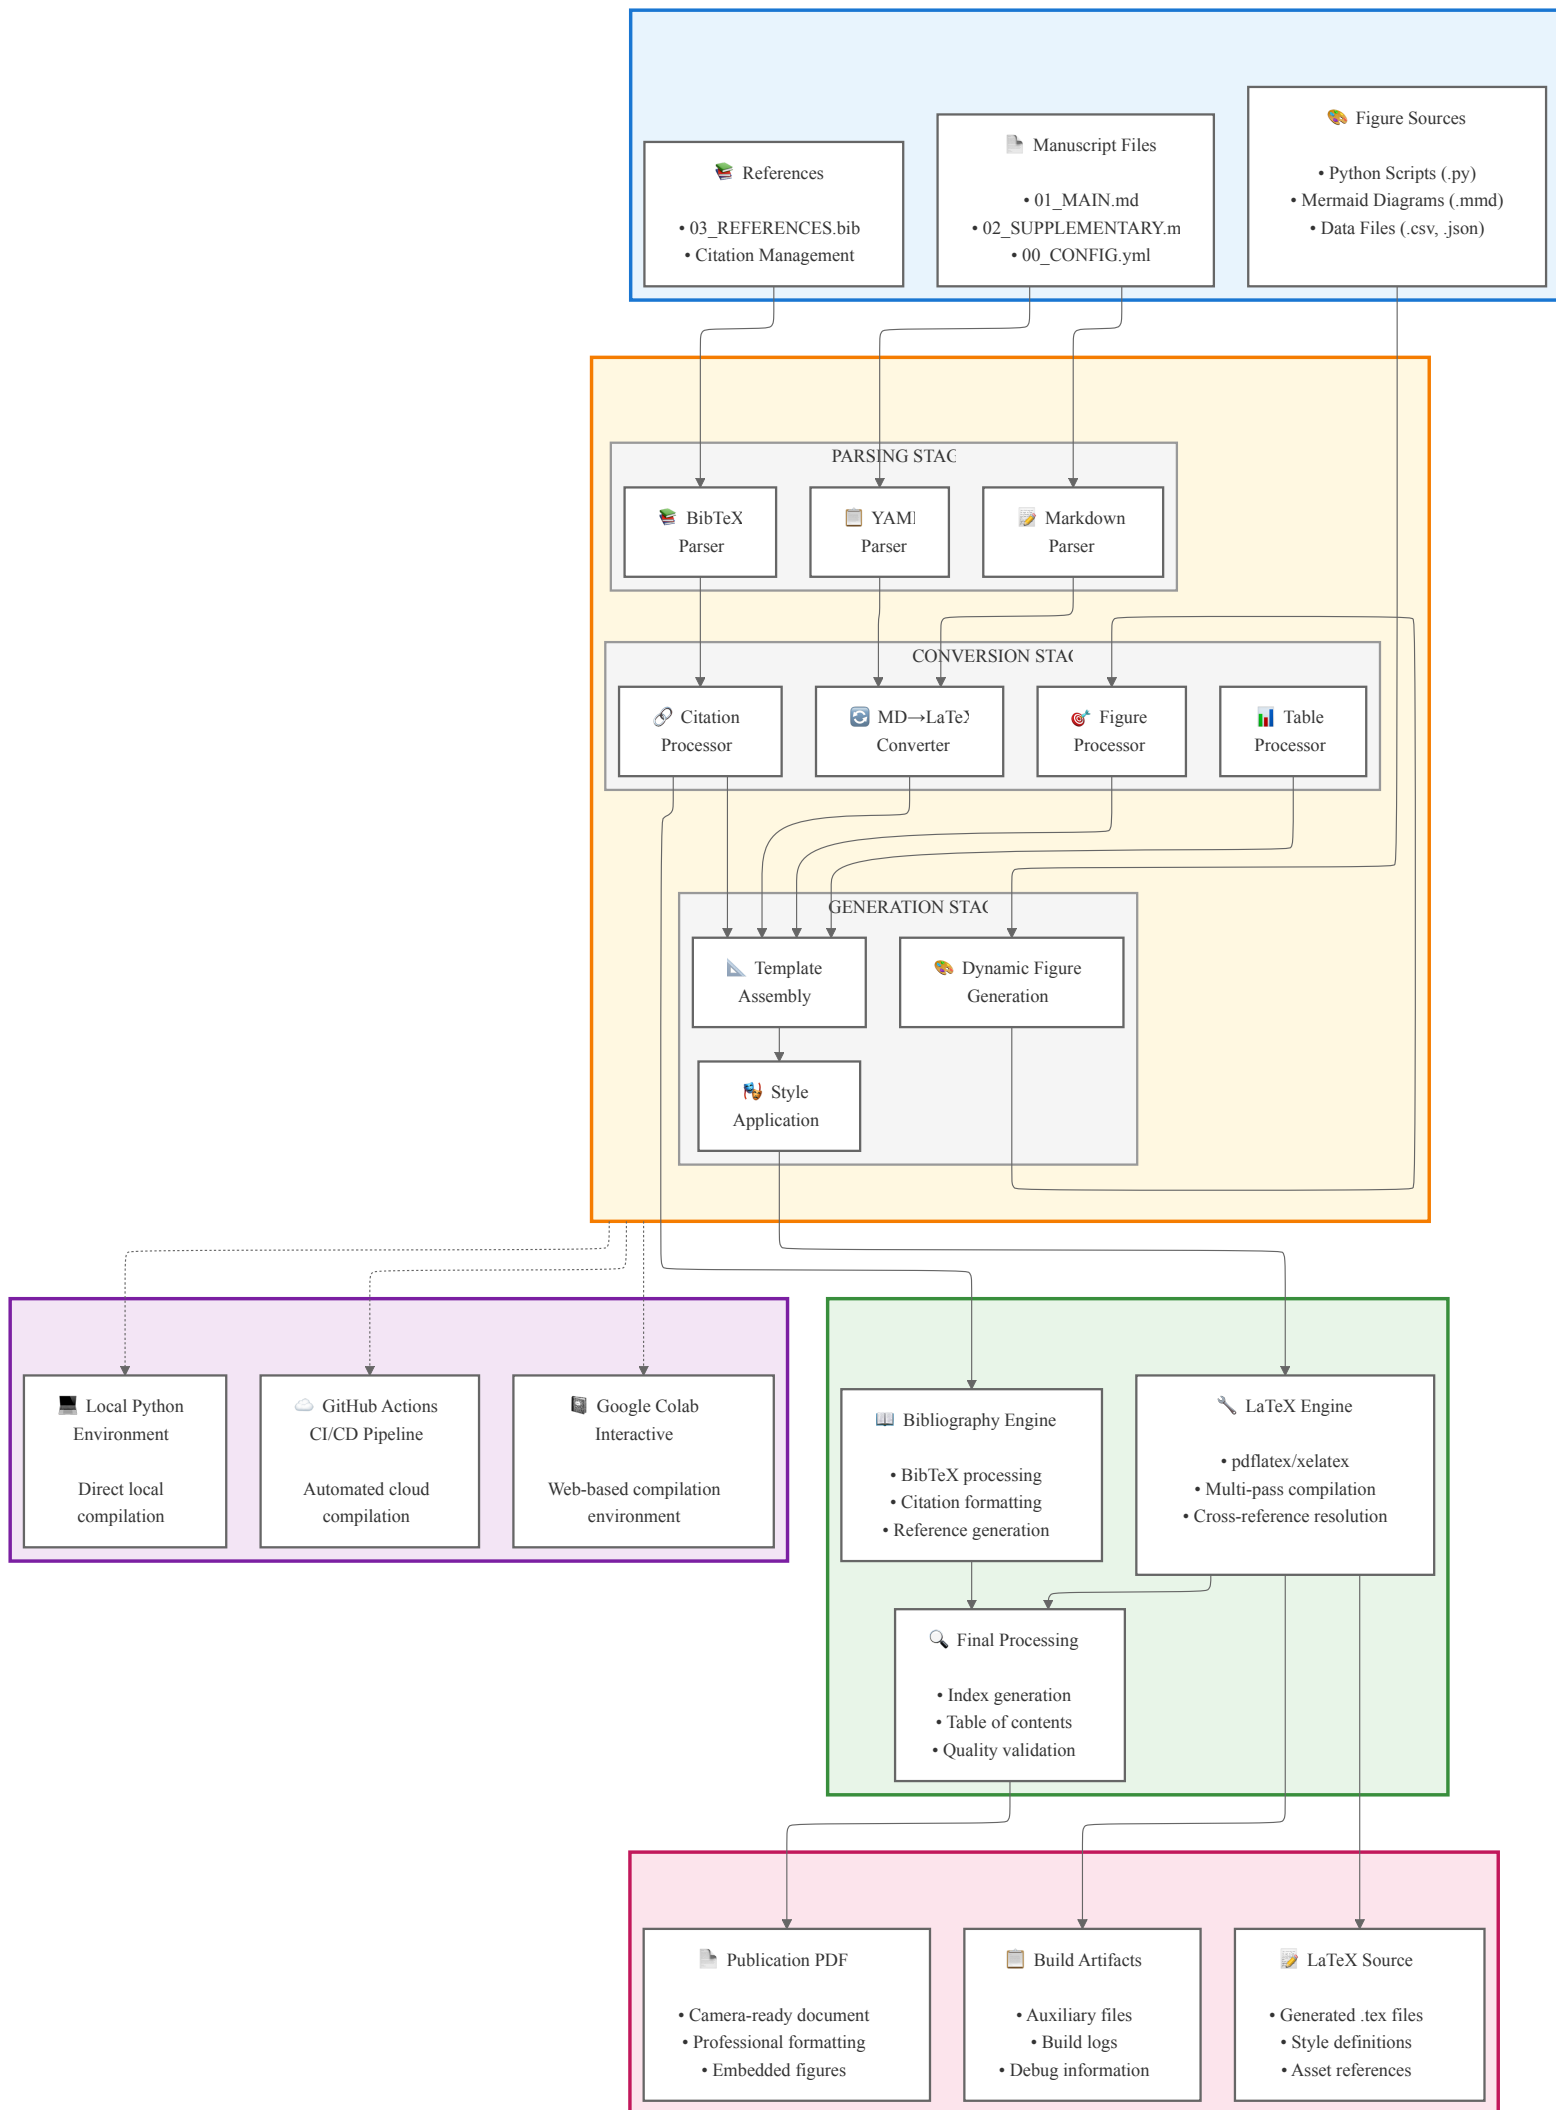 📚 References
• 03_REFERENCES.bib
• Citation Management
📄 Manuscript Files
• 01_MAIN.md
• 02_SUPPLEMENTARY.m
• 00_CONFIG.yml
🎨 Figure Sources
• Python Scripts (.py)
• Mermaid Diagrams (.mmd)
• Data Files (.csv, .json)
PARSING STAG
📚 BibTeX
Parser
📋 YAML
Parser
📝 Markdown
Parser
CONVERSION STAG
🔗 Citation
Processor
🔄 MD→LaTeX
Converter
🎯 Figure
Processor
📊 Table
Processor
GENERATION STAG
📐 Template
Assembly
🎨 Dynamic Figure
Generation
🎭 Style
Application
💻 Local Python
Environment
Direct local
compilation
☁️ GitHub Actions
CI/CD Pipeline
Automated cloud
compilation
📓 Google Colab
Interactive
Web-based compilation
environment
📖 Bibliography Engine
• BibTeX processing
• Citation formatting
• Reference generation
🔧 LaTeX Engine
• pdflatex/xelatex
• Multi-pass compilation
• Cross-reference resolution
🔍 Final Processing
• Index generation
• Table of contents
• Quality validation
📄 Publication PDF
• Camera-ready document
• Professional formatting
• Embedded figures
📋 Build Artifacts
• Auxiliary files
• Build logs
• Debug information
📝 LaTeX Source
• Generated .tex files
• Style definitions
• Asset references